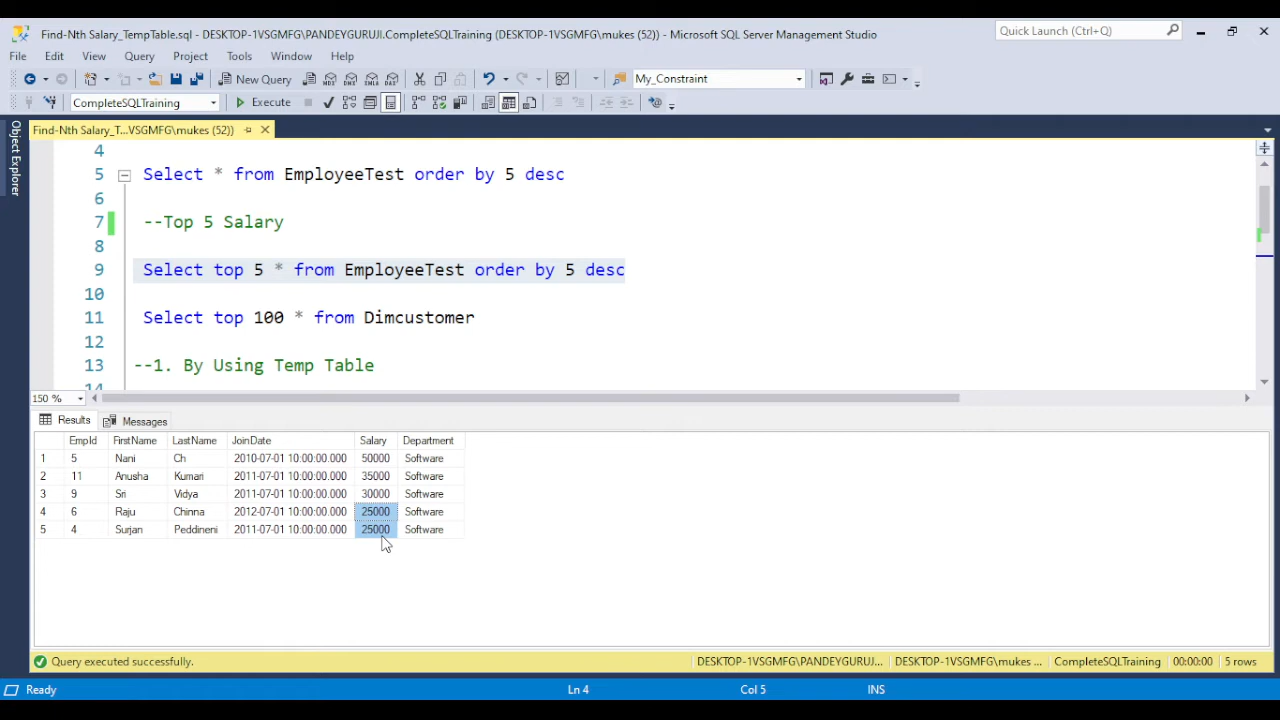 Find-Nth Salary_TempTable.sql - DESKTOP-1VSGMFG\PANDEYGURUJI.CompleteSQLTraining (DESKTOP-1VSGMFG\mukes (52)) - Microsoft SQL Server Management Studio
Quick Launch (Ctrl+Q)
File Edit View Query Project Tools Window Help
New Query My_Constraint
CompleteSQLTraining Execute
Object Explorer
Find-Nth Salary_T...VSGMFG\mukes (52))
4
5 Select * from EmployeeTest order by 5 desc
6
7 --Top 5 Salary
8
9 Select top 5 * from EmployeeTest order by 5 desc
10
11 Select top 100 * from Dimcustomer
12
13 --1. By Using Temp Table
14
150 %
Results Messages
EmpId FirstName LastName JoinDate Salary Department
1 5 Nani Ch 2010-07-01 10:00:00.000 50000 Software
2 11 Anusha Kumari 2011-07-01 10:00:00.000 35000 Software
3 9 Sri Vidya 2011-07-01 10:00:00.000 30000 Software
4 6 Raju Chinna 2012-07-01 10:00:00.000 25000 Software
5 4 Surjan Peddineni 2011-07-01 10:00:00.000 25000 Software
Query executed successfully. DESKTOP-1VSGMFG\PANDEYGURUJI... DESKTOP-1VSGMFG\mukes ... CompleteSQLTraining 00:00:00 5 rows
Ready Ln 4 Col 5 INS